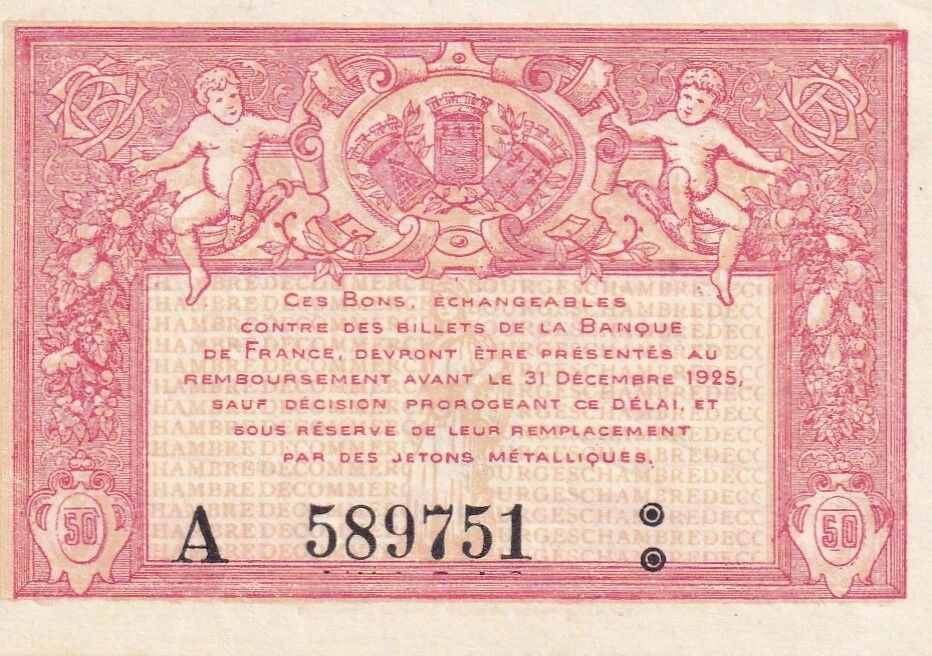 Ces Bons, échangeables
contre des billets de la Banque
de France, devront être présentés au
remboursement avant le 31 Décembre 1925,
sauf décision prorogeant ce délai, et
sous réserve de leur remplacement
par des jetons métalliques.
50
50
A 589751